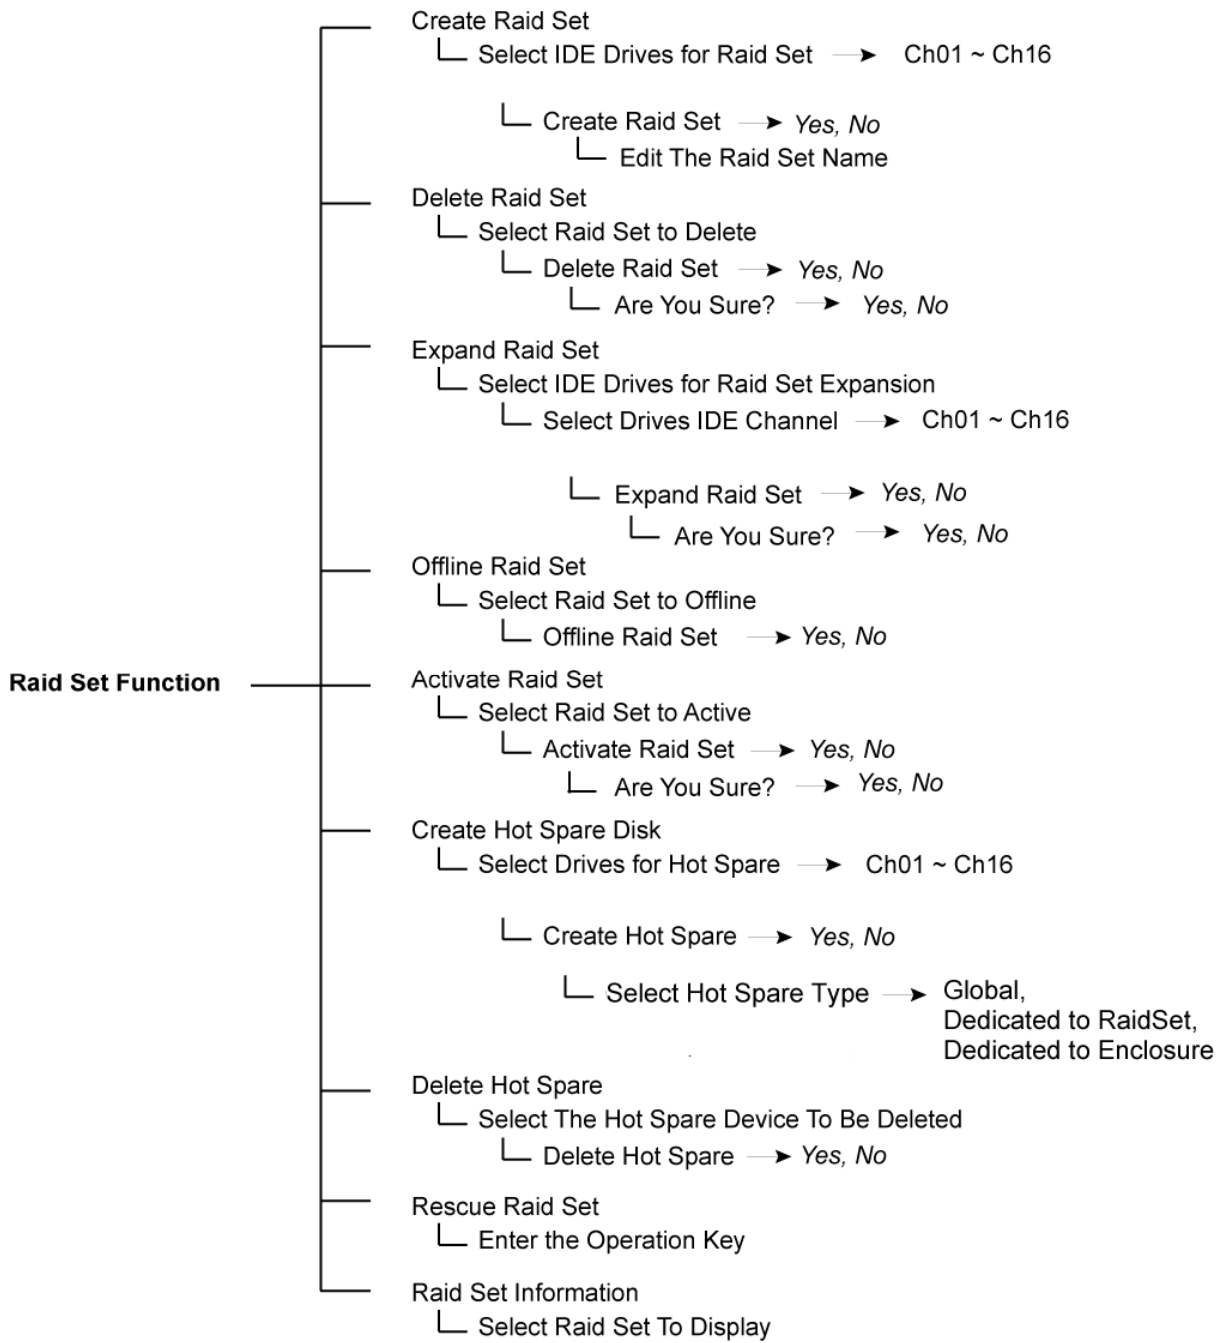 Create Raid Set
Select IDE Drives for Raid Set Ch01 ~ Ch16
Create Raid Set Yes, No
Edit The Raid Set Name
Delete Raid Set
Select Raid Set to Delete
Delete Raid Set Yes, No
Are You Sure? Yes, No
Expand Raid Set
Select IDE Drives for Raid Set Expansion
Select Drives IDE Channel Ch01 ~ Ch16
Expand Raid Set Yes, No
Are You Sure? Yes, No
Offline Raid Set
Select Raid Set to Offline
Offline Raid Set Yes, No
Raid Set Function
Activate Raid Set
Select Raid Set to Active
Activate Raid Set Yes, No
Are You Sure? Yes, No
Create Hot Spare Disk
Select Drives for Hot Spare Ch01 ~ Ch16
Create Hot Spare Yes, No
Select Hot Spare Type Global,
Dedicated to RaidSet,
Dedicated to Enclosure
Delete Hot Spare
Select The Hot Spare Device To Be Deleted
Delete Hot Spare Yes, No
Rescue Raid Set
Enter the Operation Key
Raid Set Information
Select Raid Set To Display